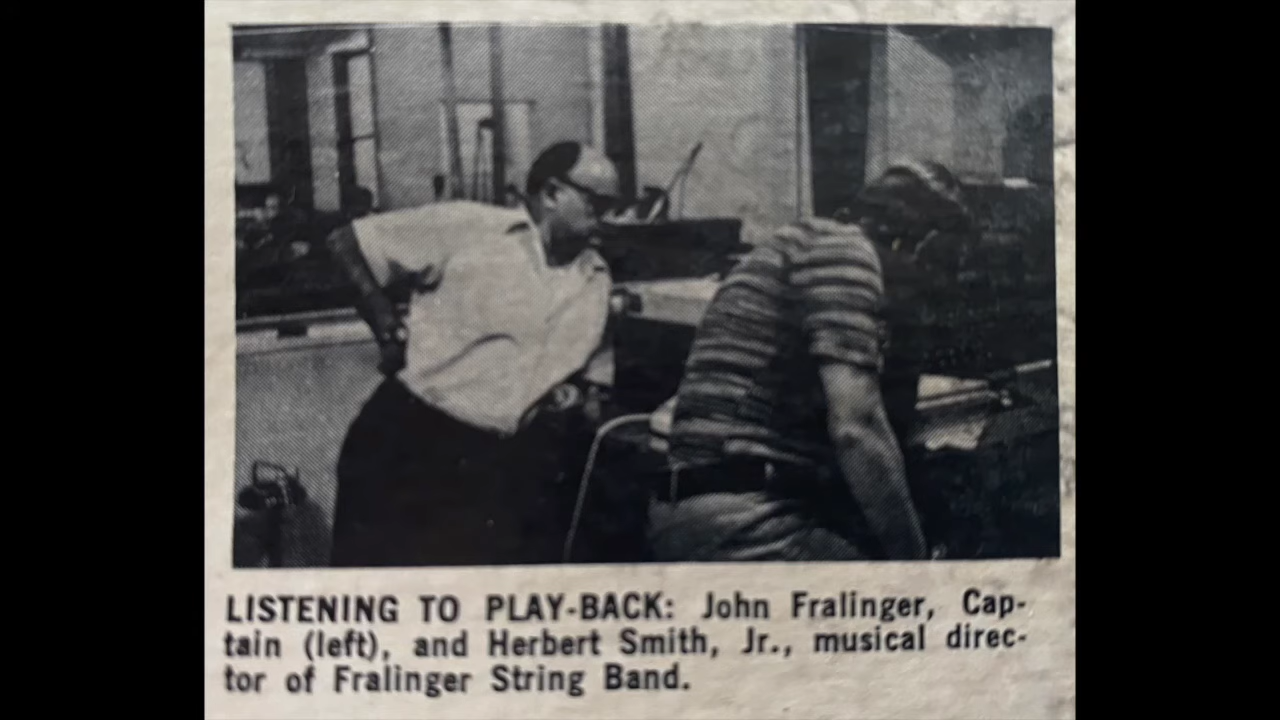 LISTENING TO PLAY-BACK: John Fralinger, Cap-
tain (left), and Herbert Smith, Jr., musical direc-
tor of Fralinger String Band.